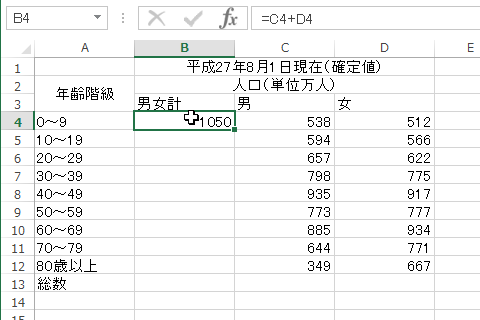 B4 fx =C4+D4
A B C D E
1 平成27年8月1日現在(確定値)
2 年齢階級 人口(単位万人)
3 男女計 男 女
4 0～9 1050 538 512
5 10～19 594 566
6 20～29 657 622
7 30～39 798 775
8 40～49 935 917
9 50～59 773 777
10 60～69 885 934
11 70～79 644 771
12 80歳以上 349 667
13 総数
14